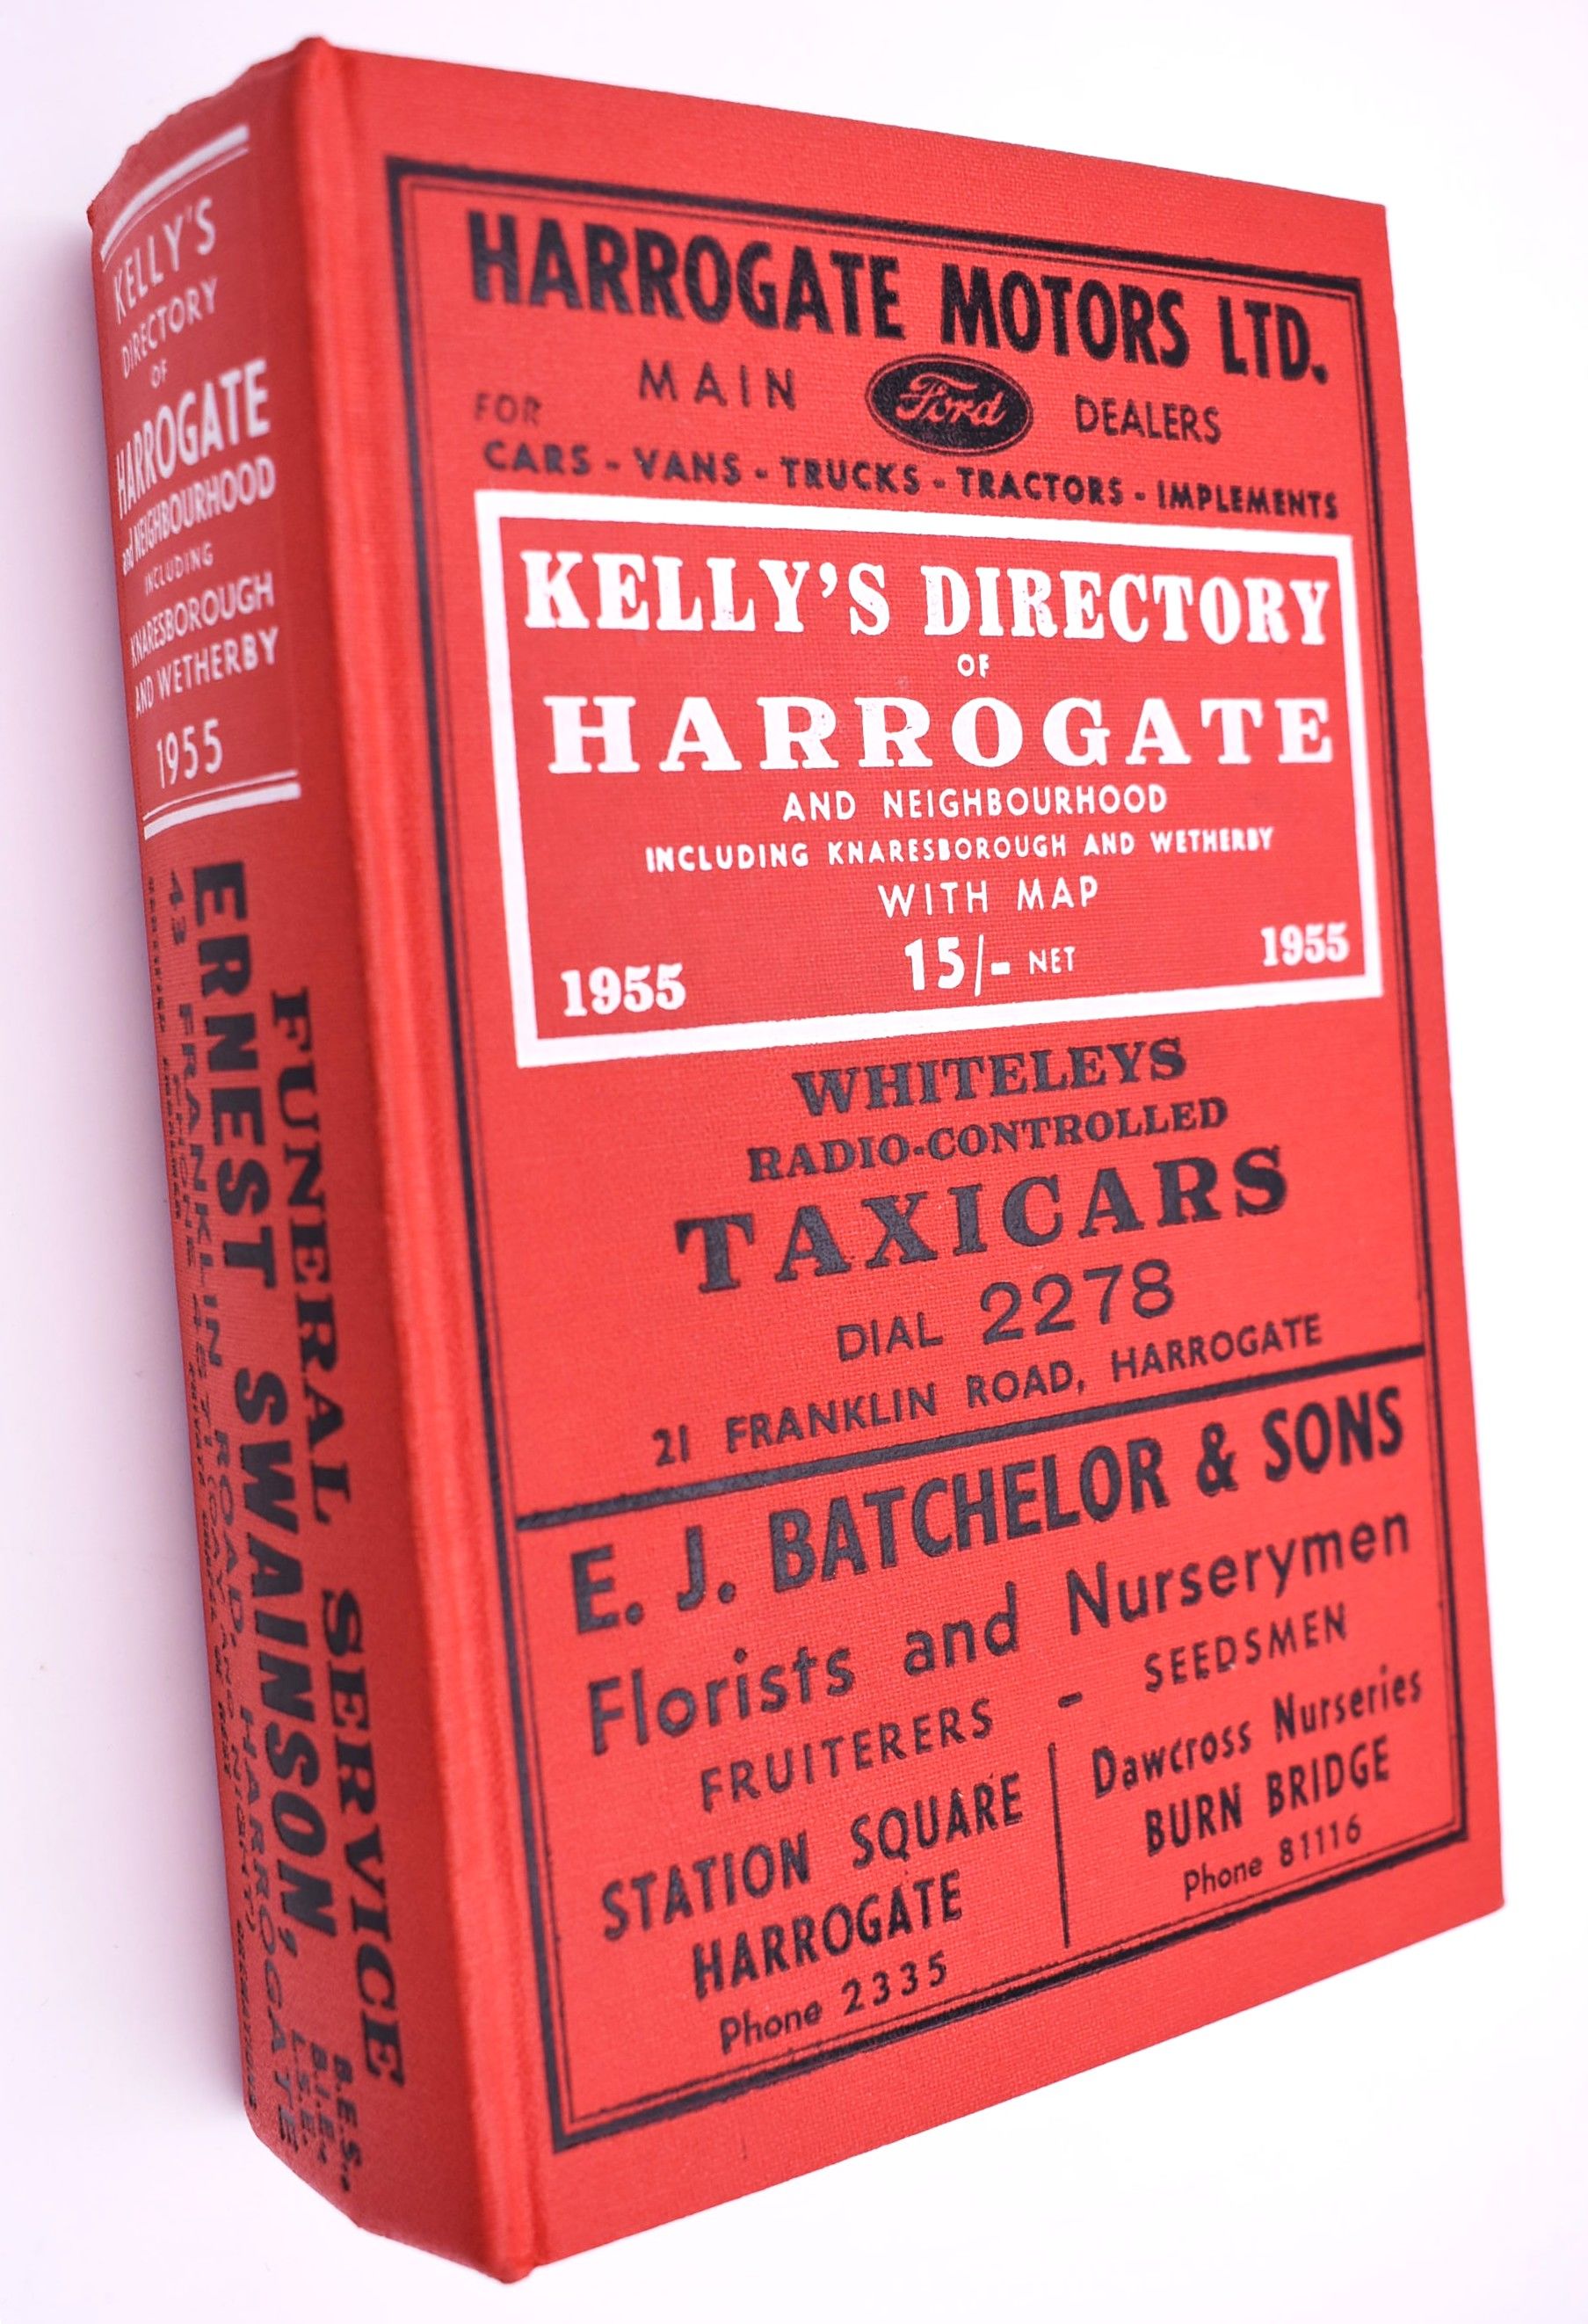 KELLY'S
DIRECTORY
OF
HARROGATE
and NEIGHBOURHOOD
INCLUDING
KNARESBOROUGH
AND WETHERBY
1955
FUNERAL SERVICE
ERNEST SWAINSON,
43 FRANKLIN ROAD, HARROGATE
B.E.S.,
HARROGATE MOTORS LTD.
MAIN Ford DEALERS
FOR
CARS - VANS - TRUCKS - TRACTORS - IMPLEMENTS
KELLY'S DIRECTORY
OF
HARROGATE
AND NEIGHBOURHOOD
INCLUDING KNARESBOROUGH AND WETHERBY
WITH MAP
15/- NET
1955 1955
WHITELEYS
RADIO-CONTROLLED
TAXICARS
DIAL 2278
21 FRANKLIN ROAD, HARROGATE
E. J. BATCHELOR & SONS
Florists and Nurserymen
FRUITERERS - SEEDSMEN
STATION SQUARE
HARROGATE
Phone 2335
Dawcross Nurseries
BURN BRIDGE
Phone 81116